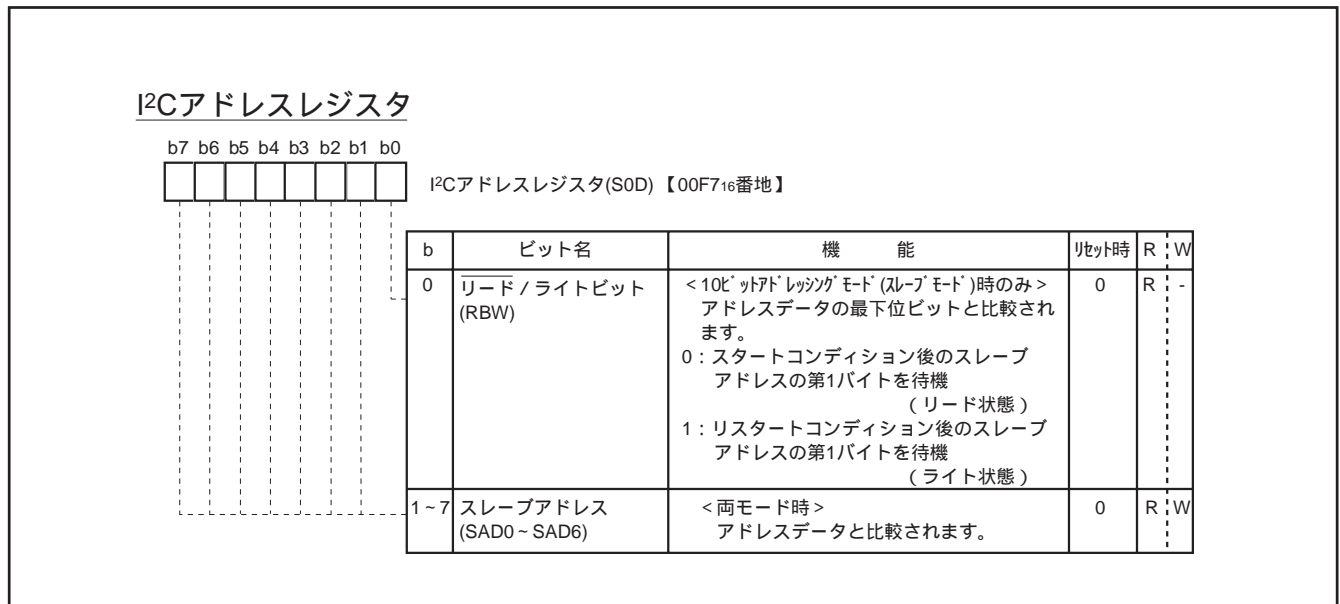 I²Cアドレスレジスタ
b7 b6 b5 b4 b3 b2 b1 b0
I²Cアドレスレジスタ(S0D)【00F7₁₆番地】
b ビット名 機 能 リセット時 R W
0 リード／ライトビット (RBW) <10ビットアドレッシングモード(スレーブモード)時のみ> 0 R -
アドレスデータの最下位ビットと比較され
ます。
0：スタートコンディション後のスレーブ
アドレスの第1バイトを待機
（リード状態）
1：リスタートコンディション後のスレーブ
アドレスの第1バイトを待機
（ライト状態）
1～7 スレーブアドレス <両モード時> 0 R W
(SAD0～SAD6) アドレスデータと比較されます。